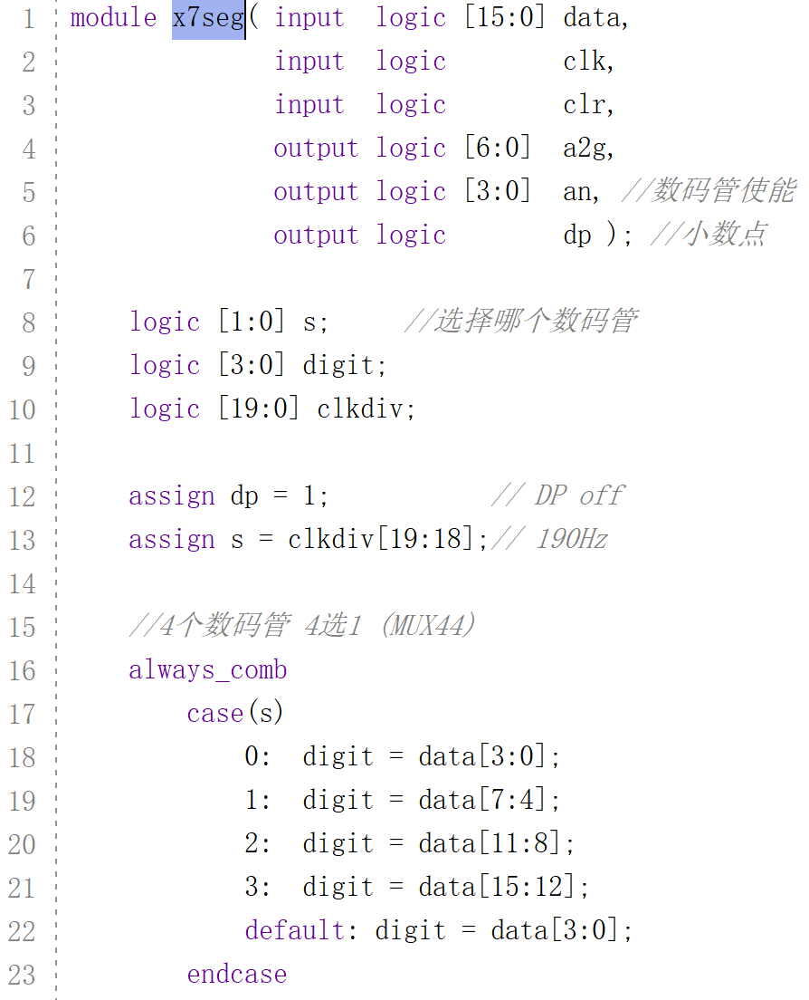 1 module x7seg( input logic [15:0] data,
2 input logic clk,
3 input logic clr,
4 output logic [6:0] a2g,
5 output logic [3:0] an, //数码管使能
6 output logic dp ); //小数点
7
8 logic [1:0] s; //选择哪个数码管
9 logic [3:0] digit;
10 logic [19:0] clkdiv;
11
12 assign dp = 1; // DP off
13 assign s = clkdiv[19:18];// 190Hz
14
15 //4个数码管 4选1 (MUX44)
16 always_comb
17 case(s)
18 0: digit = data[3:0];
19 1: digit = data[7:4];
20 2: digit = data[11:8];
21 3: digit = data[15:12];
22 default: digit = data[3:0];
23 endcase